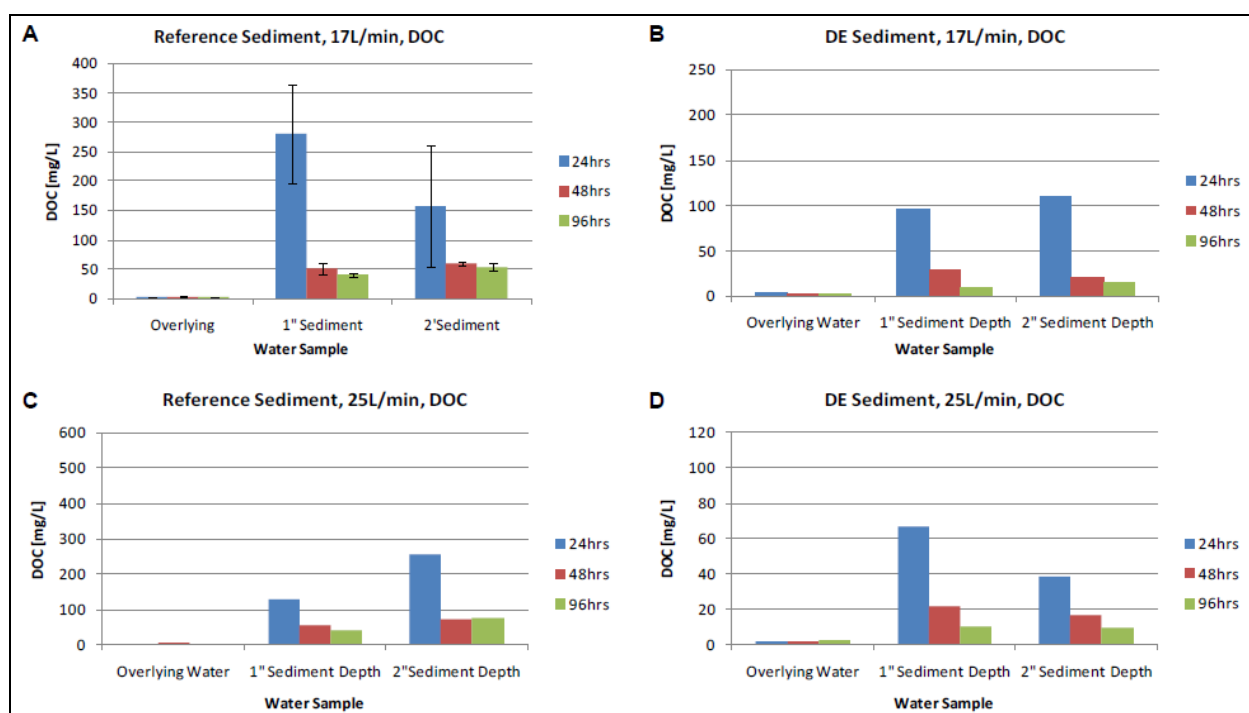 A
Reference Sediment, 17L/min, DOC
400
350
300
250
200
150
100
50
0
DOC [mg/L]
Overlying 1" Sediment 2'Sediment
Water Sample
24hrs
48hrs
96hrs
B
DE Sediment, 17L/min, DOC
250
200
150
100
50
0
DOC [mg/L]
Overlying Water 1" Sediment Depth 2" Sediment Depth
Water Sample
24hrs
48hrs
96hrs
C
Reference Sediment, 25L/min, DOC
600
500
400
300
200
100
0
DOC [mg/L]
Overlying Water 1" Sediment Depth 2" Sediment Depth
Water Sample
24hrs
48hrs
96hrs
D
DE Sediment, 25L/min, DOC
120
100
80
60
40
20
0
DOC [mg/L]
Overlying Water 1" Sediment Depth 2" Sediment Depth
Water Sample
24hrs
48hrs
96hrs